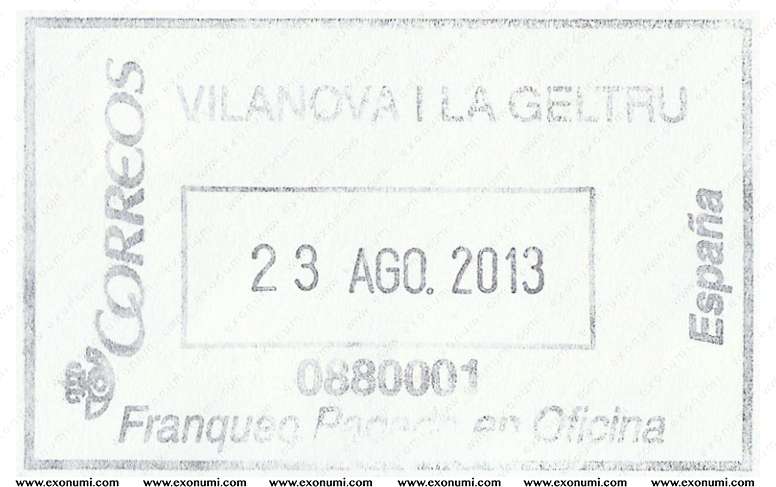 VILANOVA I LA GELTRU
CORREOS
23 AGO. 2013
España
0880001
Franqueo Pagado en Oficina
www.exonumi.com www.exonumi.com www.exonumi.com www.exonumi.com www.exonumi.com www.exonumi.com